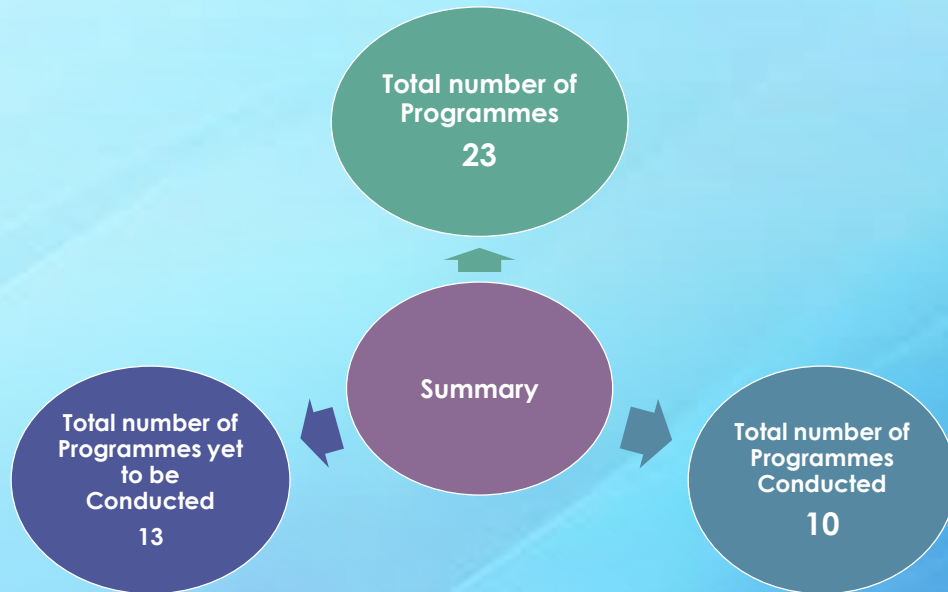 Total number of
Programmes
23
Summary
Total number of
Programmes yet
to be
Conducted
13
Total number of
Programmes
Conducted
10